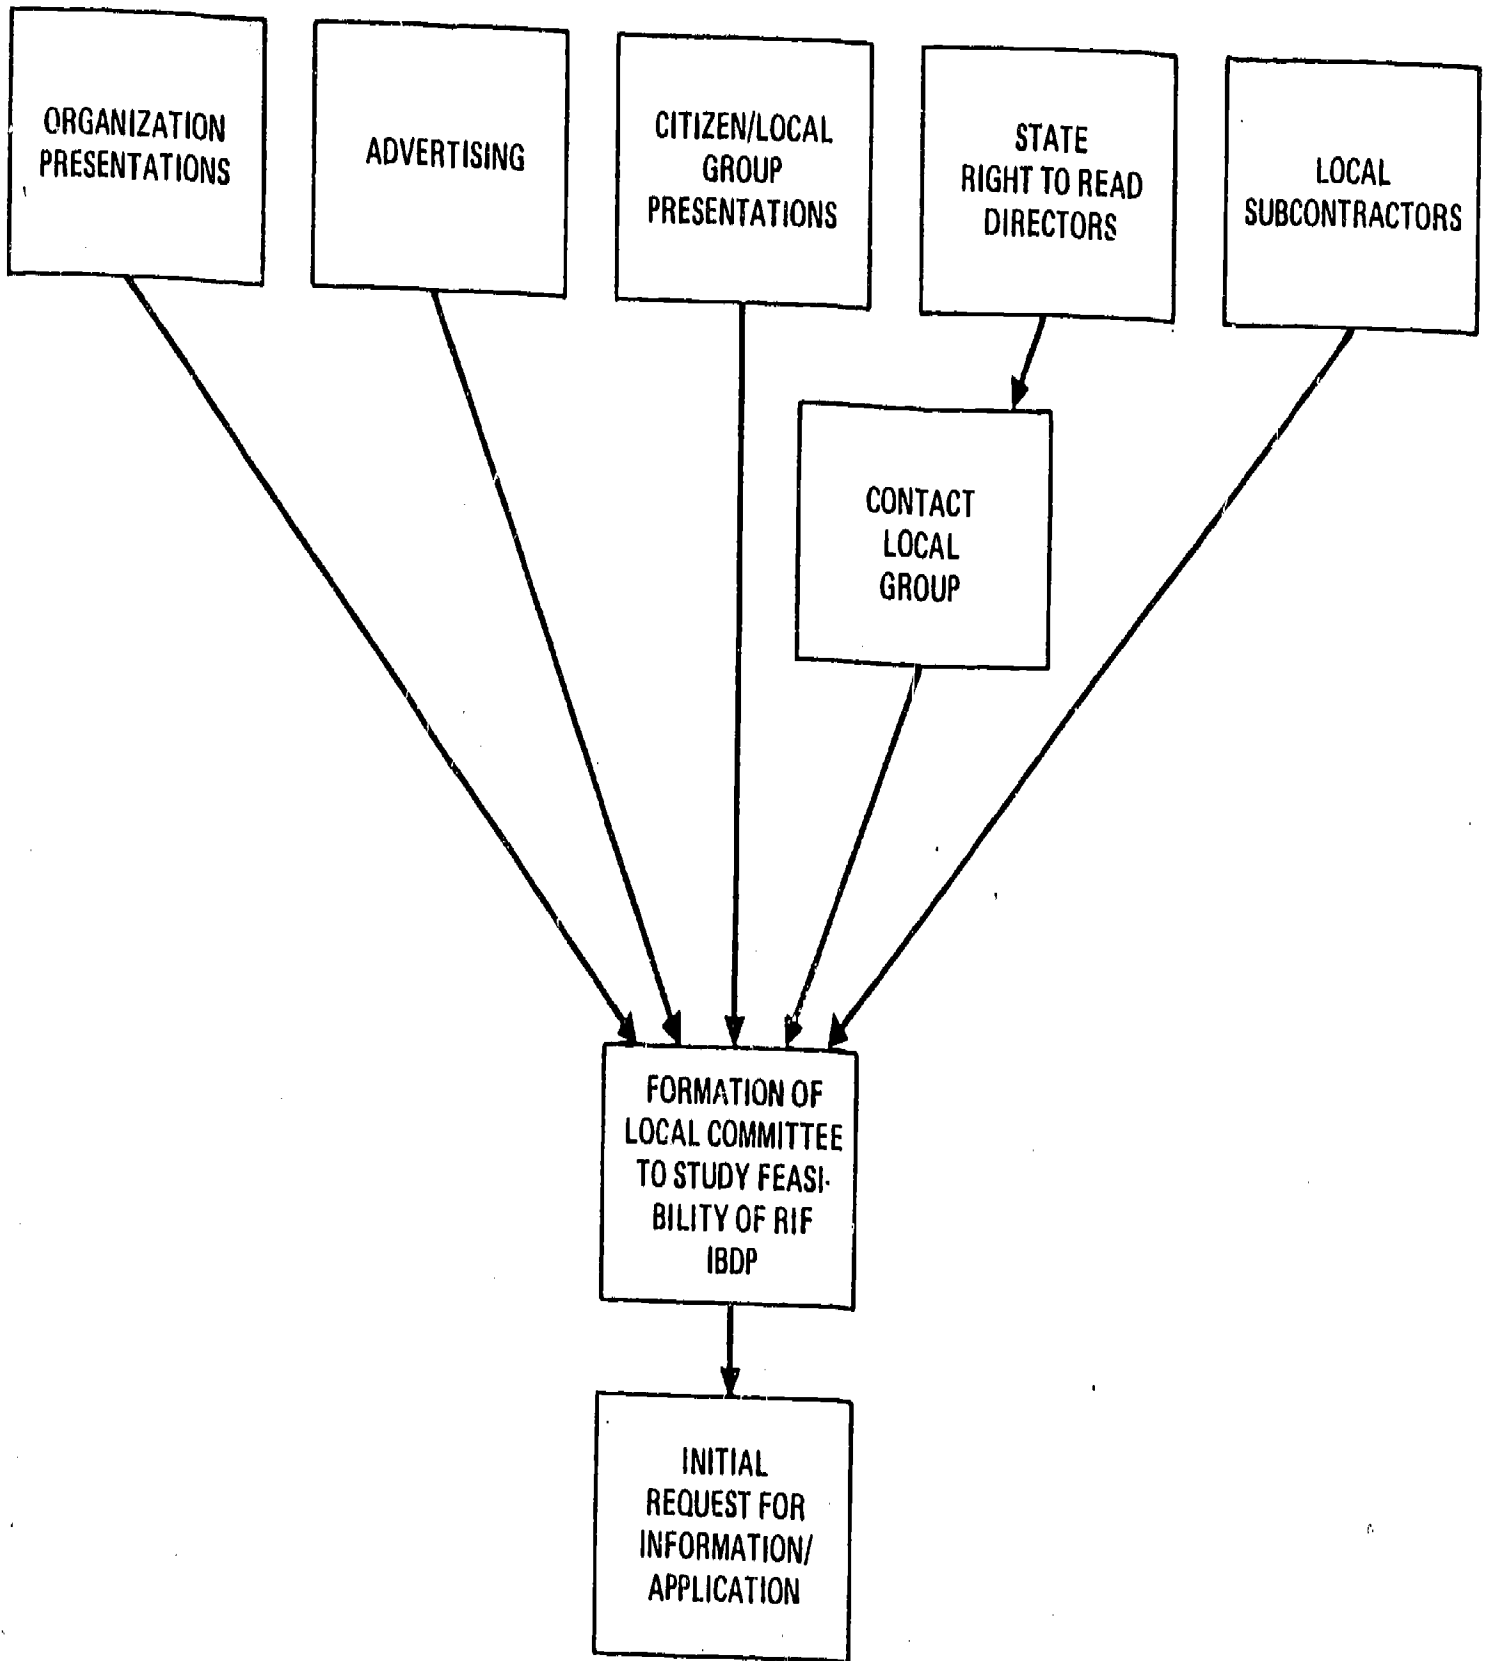 ORGANIZATION
PRESENTATIONS
ADVERTISING
CITIZEN/LOCAL
GROUP
PRESENTATIONS
STATE
RIGHT TO READ
DIRECTORS
LOCAL
SUBCONTRACTORS
CONTACT
LOCAL
GROUP
FORMATION OF
LOCAL COMMITTEE
TO STUDY FEASI-
BILITY OF RIF
IBDP
INITIAL
REQUEST FOR
INFORMATION/
APPLICATION